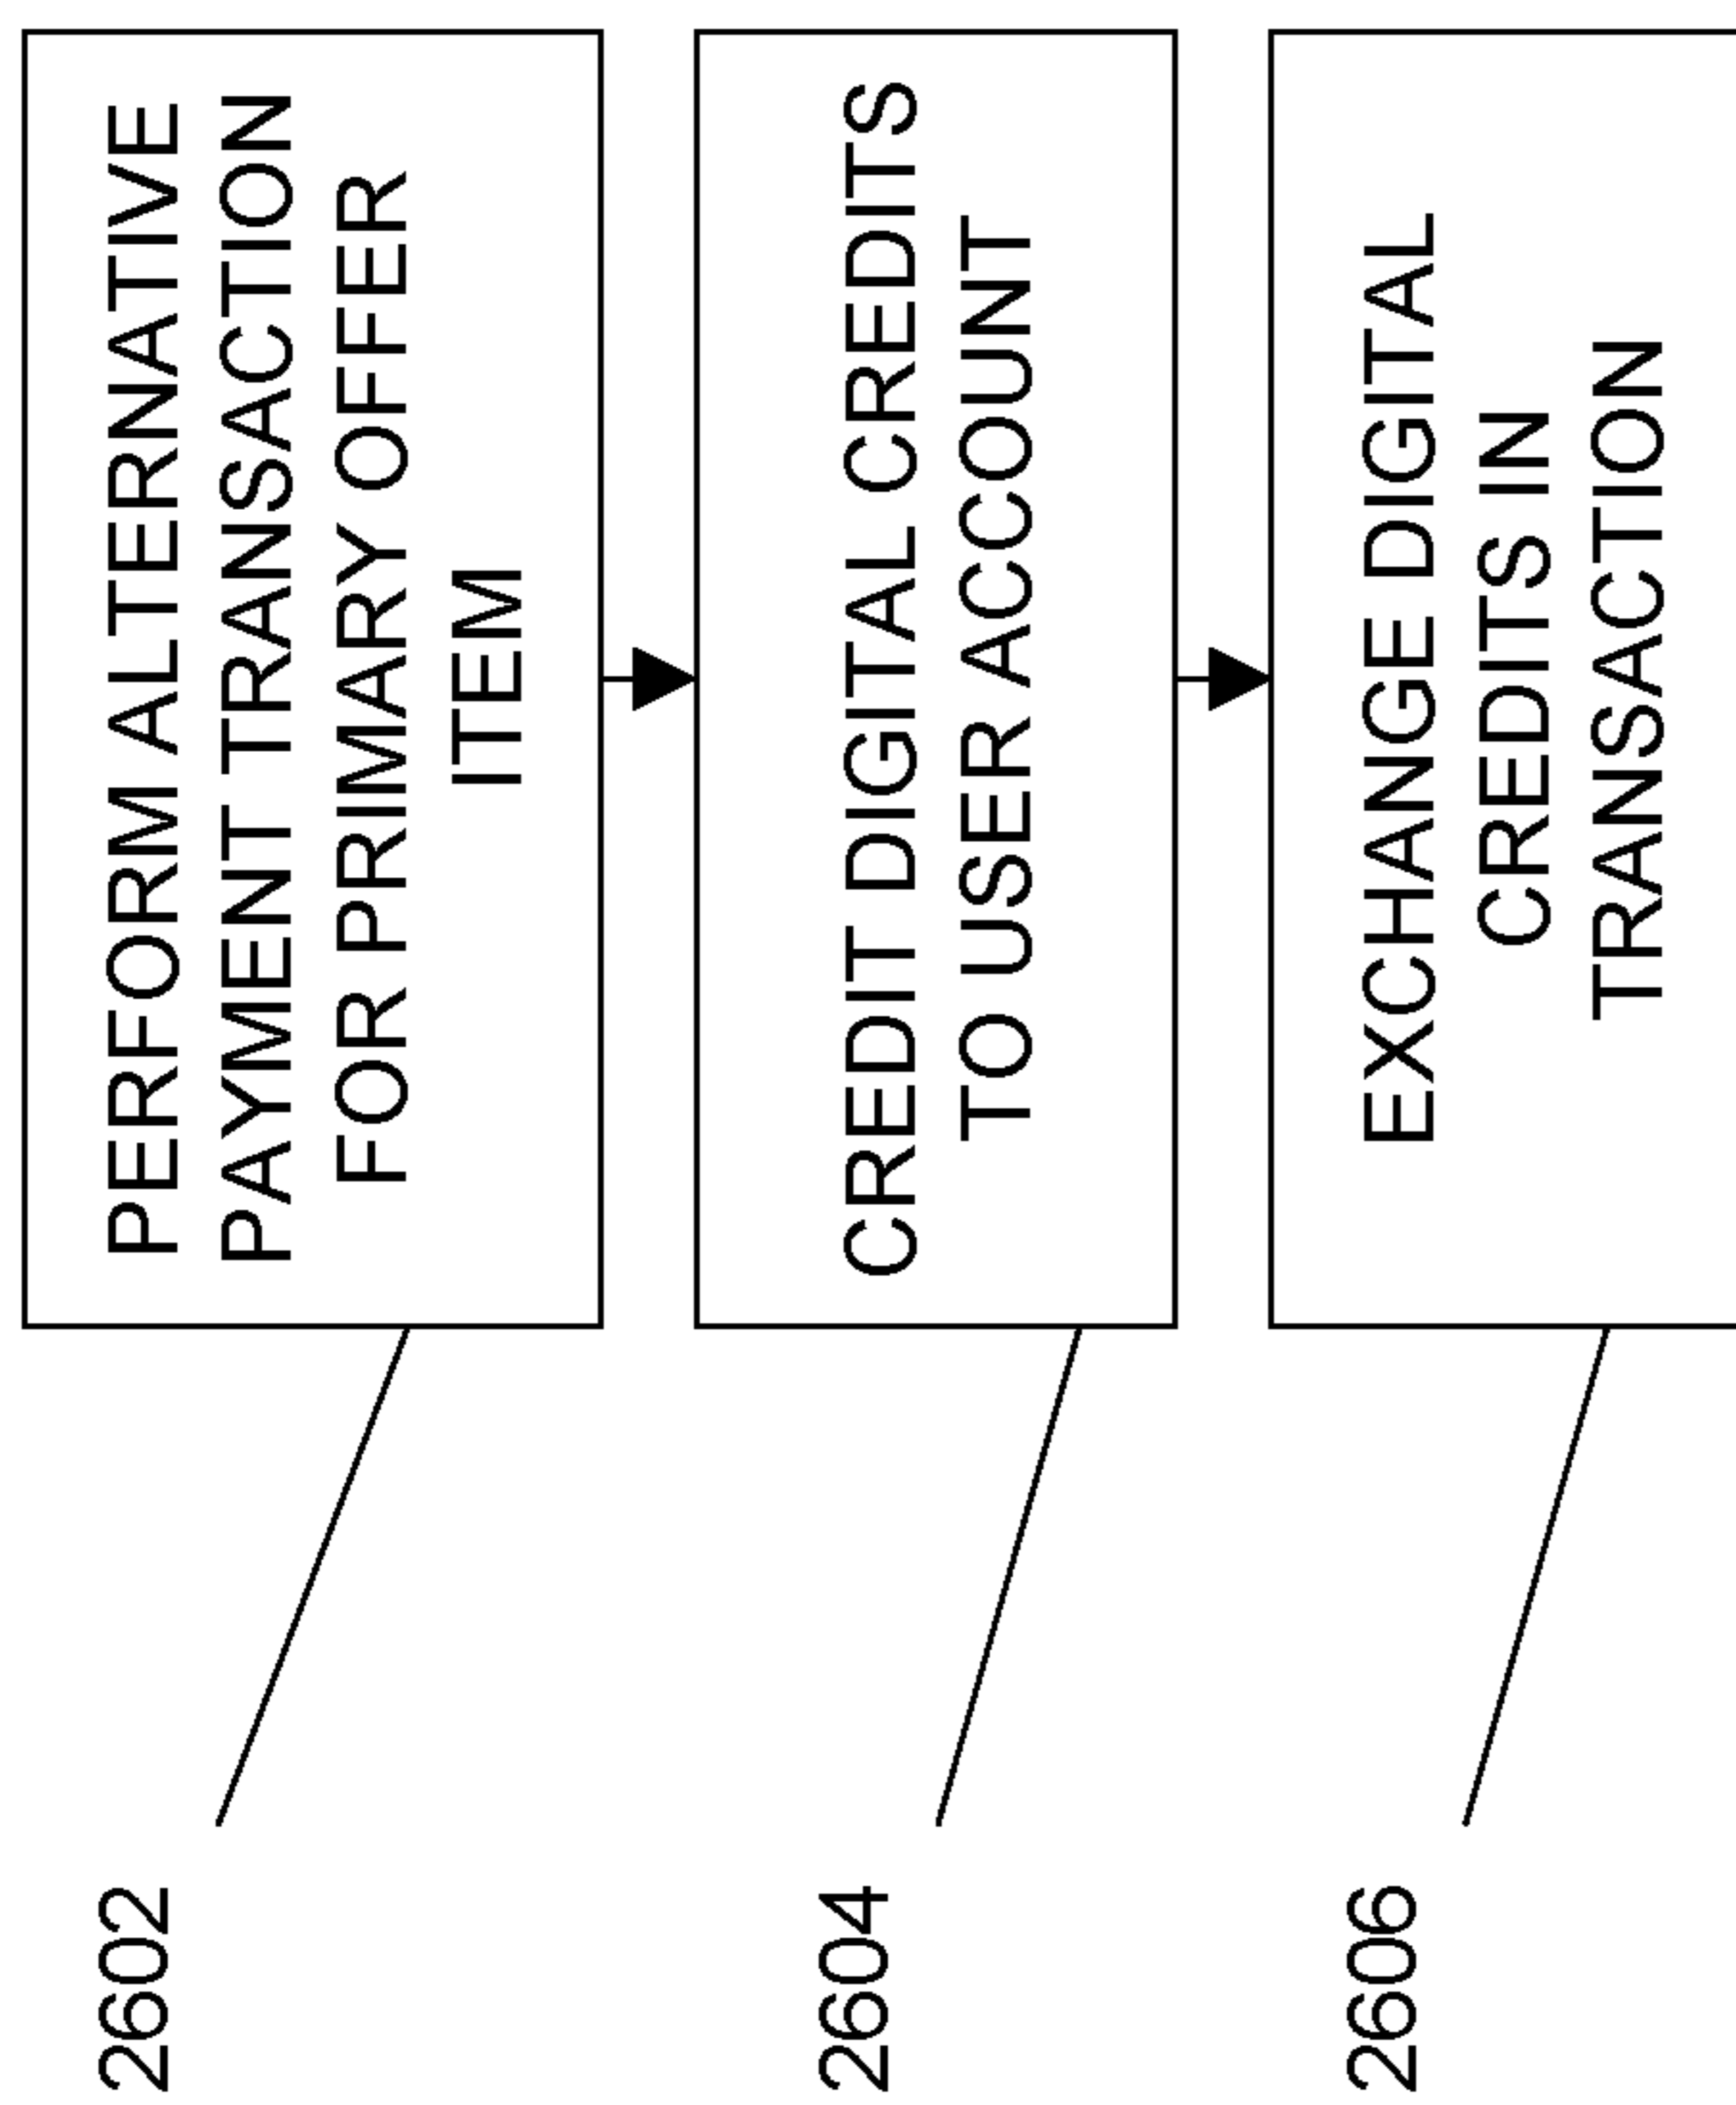 2602
PERFORM ALTERNATIVE
PAYMENT TRANSACTION
FOR PRIMARY OFFER
ITEM
2604
CREDIT DIGITAL CREDITS
TO USER ACCOUNT
2606
EXCHANGE DIGITAL
CREDITS IN
TRANSACTION